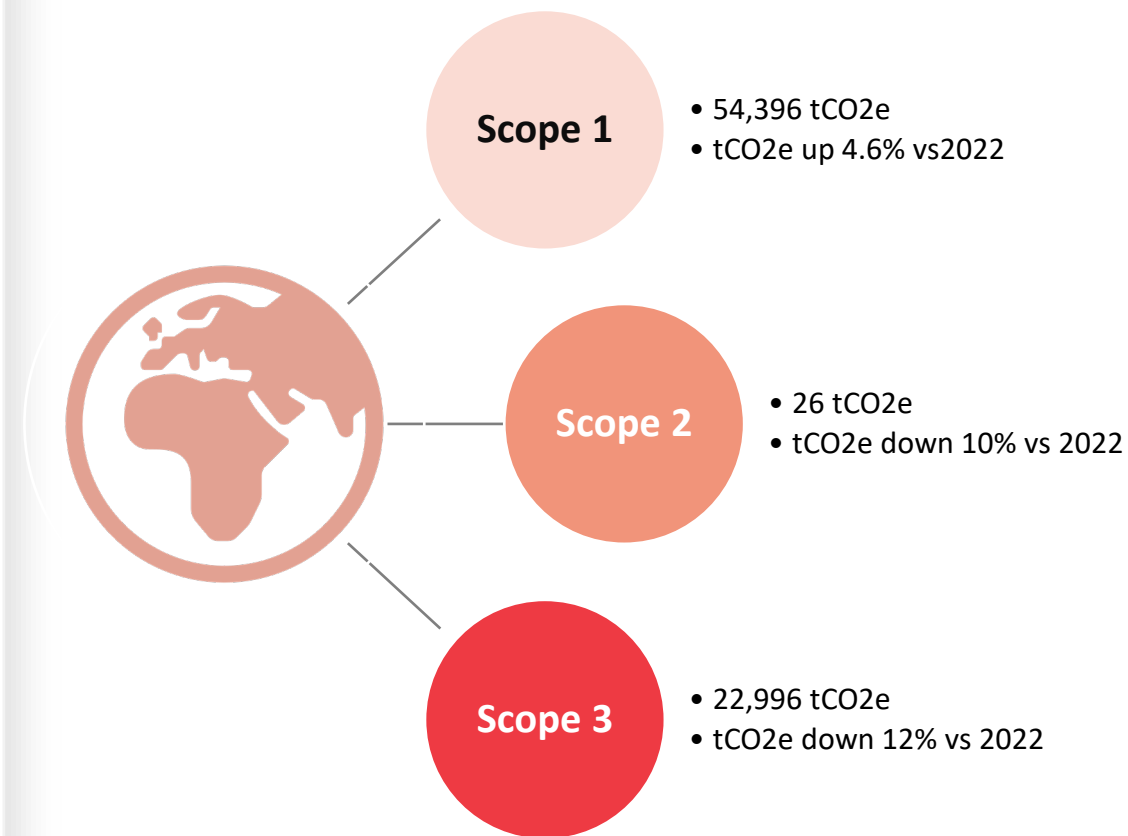 Scope 1
• 54,396 tCO2e
• tCO2e up 4.6% vs2022
Scope 2
• 26 tCO2e
• tCO2e down 10% vs 2022
Scope 3
• 22,996 tCO2e
• tCO2e down 12% vs 2022